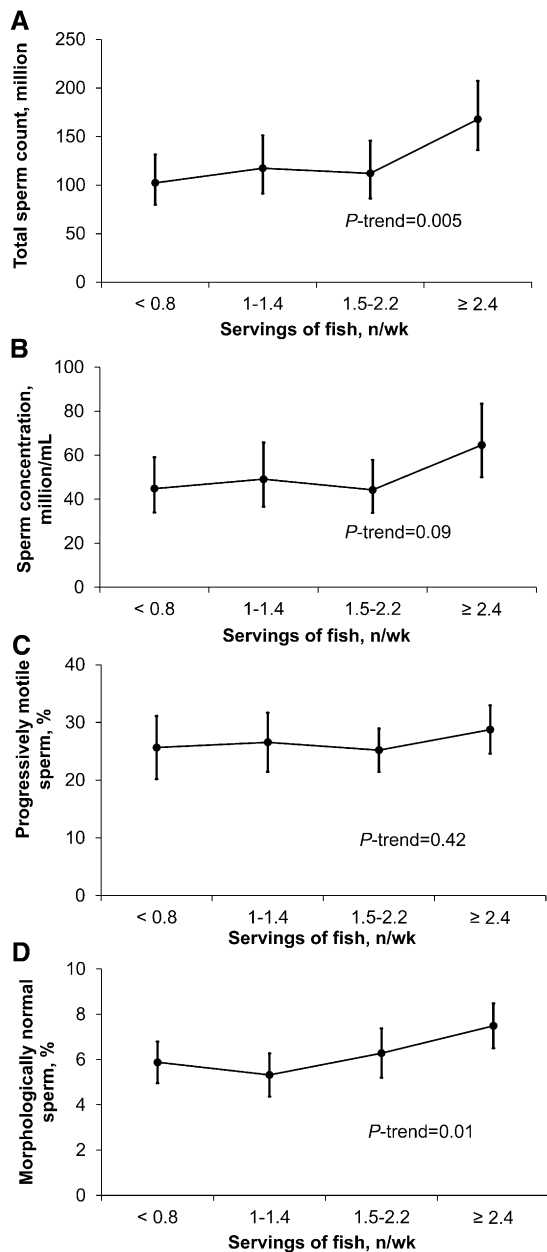 A
Total sperm count, million
250
200
150
100
50
0
P-trend=0.005
< 0.8 1-1.4 1.5-2.2 ≥ 2.4
Servings of fish, n/wk
B
Sperm concentration,
million/mL
100
80
60
40
20
0
P-trend=0.09
< 0.8 1-1.4 1.5-2.2 ≥ 2.4
Servings of fish, n/wk
C
Progressively motile
sperm, %
40
30
20
10
0
P-trend=0.42
< 0.8 1-1.4 1.5-2.2 ≥ 2.4
Servings of fish, n/wk
D
Morphologically normal
sperm, %
10
8
6
4
2
0
P-trend=0.01
< 0.8 1-1.4 1.5-2.2 ≥ 2.4
Servings of fish, n/wk